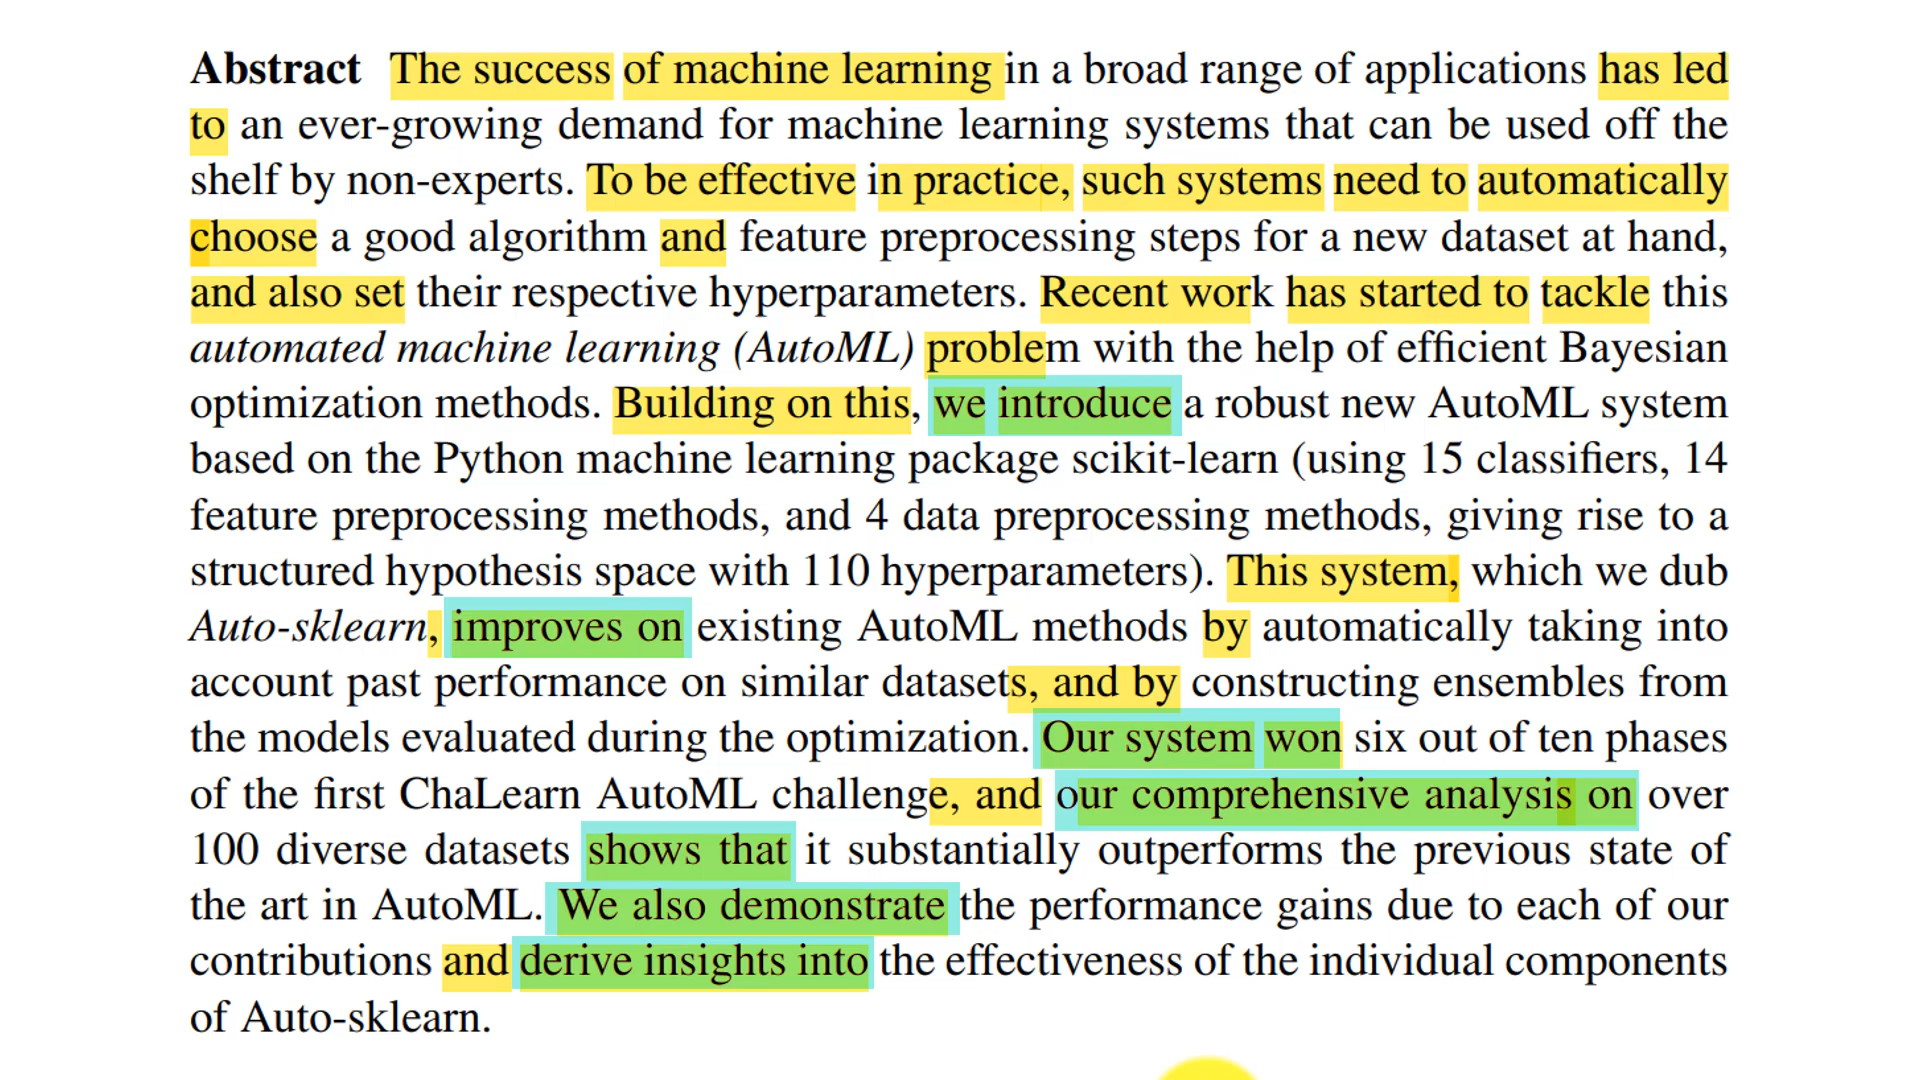 Abstract The success of machine learning in a broad range of applications has led
to an ever-growing demand for machine learning systems that can be used off the
shelf by non-experts. To be effective in practice, such systems need to automatically
choose a good algorithm and feature preprocessing steps for a new dataset at hand,
and also set their respective hyperparameters. Recent work has started to tackle this
automated machine learning (AutoML) problem with the help of efficient Bayesian
optimization methods. Building on this, we introduce a robust new AutoML system
based on the Python machine learning package scikit-learn (using 15 classifiers, 14
feature preprocessing methods, and 4 data preprocessing methods, giving rise to a
structured hypothesis space with 110 hyperparameters). This system, which we dub
Auto-sklearn, improves on existing AutoML methods by automatically taking into
account past performance on similar datasets, and by constructing ensembles from
the models evaluated during the optimization. Our system won six out of ten phases
of the first ChaLearn AutoML challenge, and our comprehensive analysis on over
100 diverse datasets shows that it substantially outperforms the previous state of
the art in AutoML. We also demonstrate the performance gains due to each of our
contributions and derive insights into the effectiveness of the individual components
of Auto-sklearn.